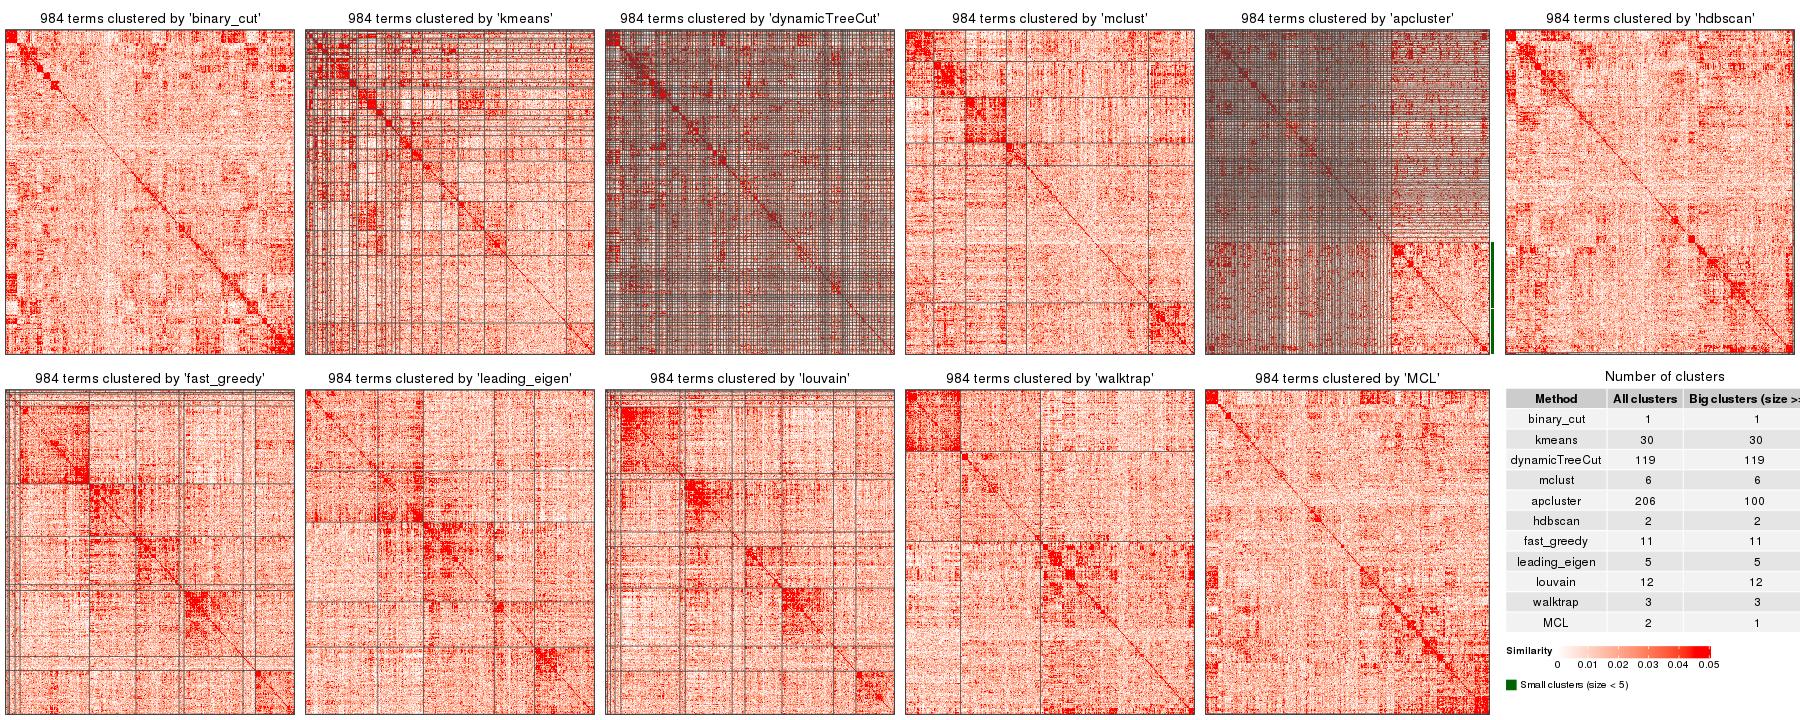 984 terms clustered by 'binary_cut'
984 terms clustered by 'kmeans'
984 terms clustered by 'dynamicTreeCut'
984 terms clustered by 'mclust'
984 terms clustered by 'apcluster'
984 terms clustered by 'hdbscan'
984 terms clustered by 'fast_greedy'
984 terms clustered by 'leading_eigen'
984 terms clustered by 'louvain'
984 terms clustered by 'walktrap'
984 terms clustered by 'MCL'
Number of clusters
Method All clusters Big clusters (size >=
binary_cut 1 1
kmeans 30 30
dynamicTreeCut 119 119
mclust 6 6
apcluster 206 100
hdbscan 2 2
fast_greedy 11 11
leading_eigen 5 5
louvain 12 12
walktrap 3 3
MCL 2 1
Similarity
0 0.01 0.02 0.03 0.04 0.05
Small clusters (size < 5)